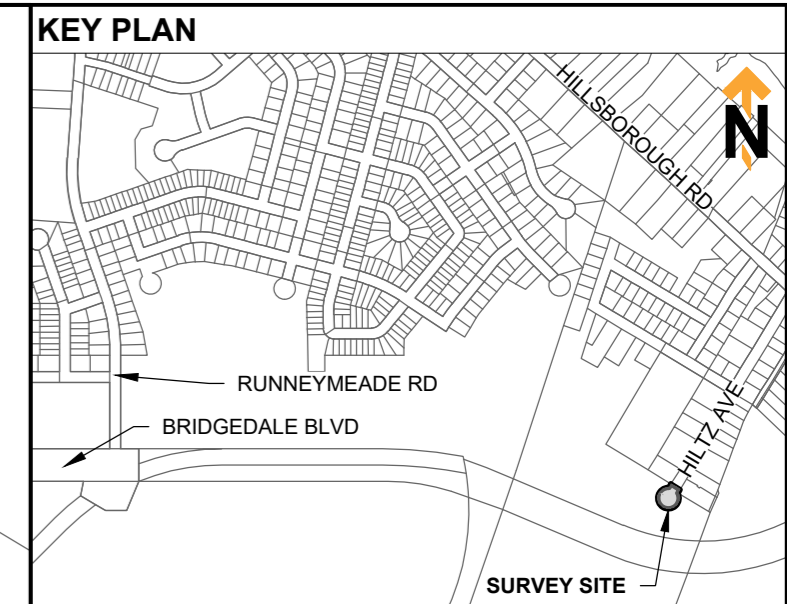 KEY PLAN
HILLSBOROUGH RD
N
RUNNEYMEADE RD
BRIDGEDALE BLVD
HILTZ AVE
SURVEY SITE